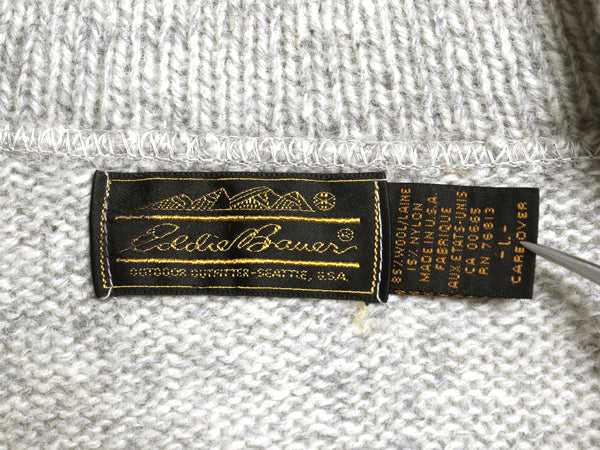 Eddie Bauer
OUTDOOR OUTFITTER-SEATTLE, U.S.A.
85% WOOL/LAINE
15% NYLON
MADE IN U.S.A.
FABRIQUE
AUX ETATS-UNIS
CA 00665
RN 76813
-L-
CARE OVER